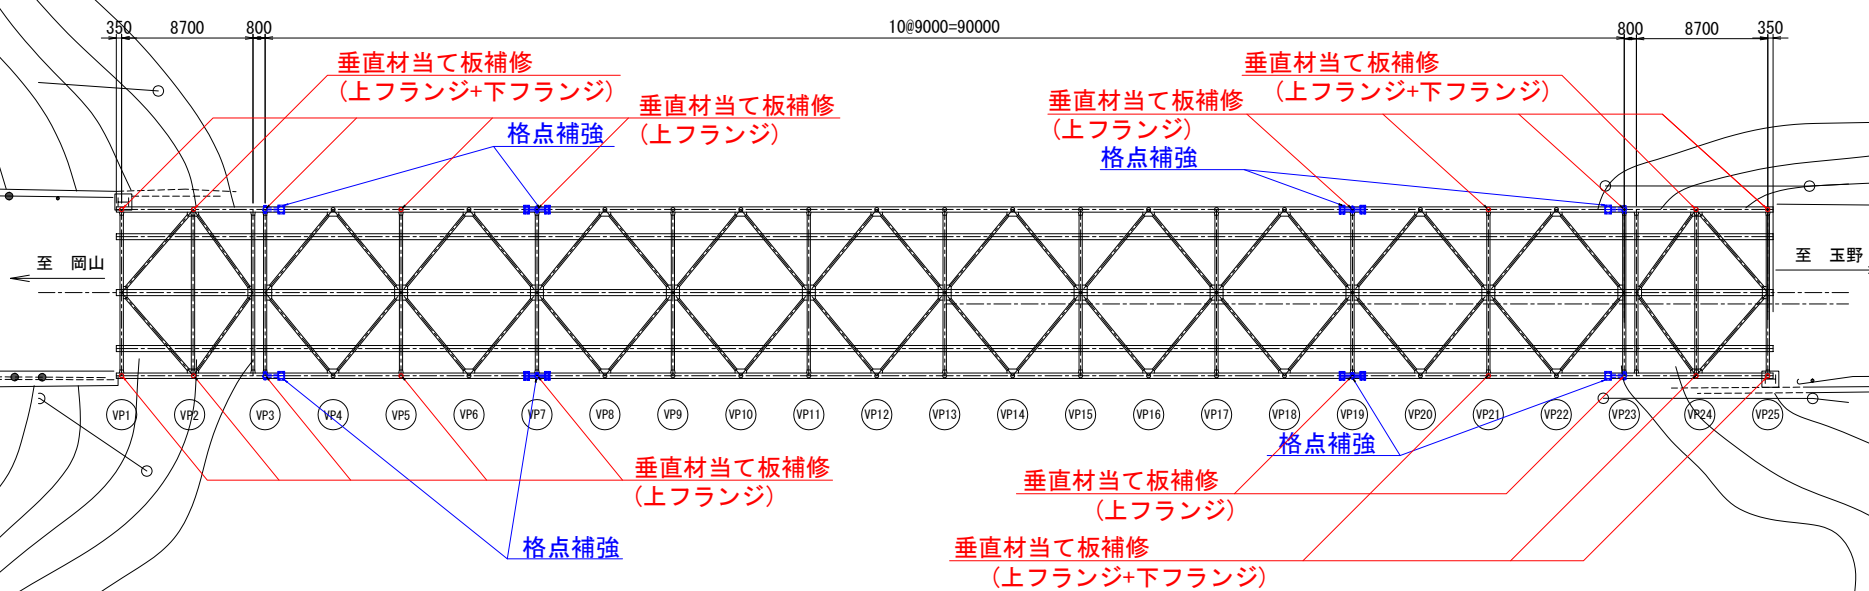 350 8700 800 10@9000=90000 800 8700 350
垂直材当て板補修
(上フランジ+下フランジ)
垂直材当て板補修
(上フランジ)
格点補強
垂直材当て板補修
(上フランジ+下フランジ)
垂直材当て板補修
(上フランジ)
格点補強
至 岡山
至 玉野
VP1 VP2 VP3 VP4 VP5 VP6 VP7 VP8 VP9 VP10 VP11 VP12 VP13 VP14 VP15 VP16 VP17 VP18 VP19 VP20 VP21 VP22 VP23 VP24 VP25
格点補強
垂直材当て板補修
(上フランジ)
垂直材当て板補修
(上フランジ)
格点補強
垂直材当て板補修
(上フランジ+下フランジ)